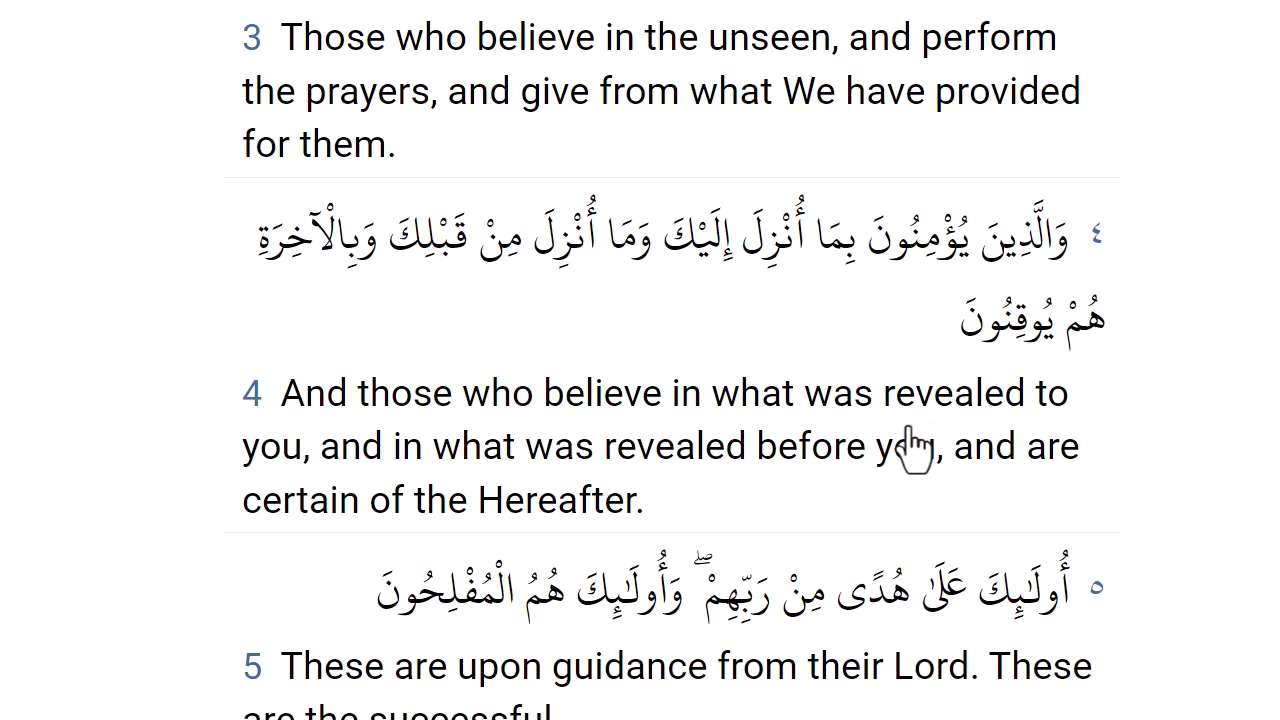 3 Those who believe in the unseen, and perform
the prayers, and give from what We have provided
for them.
٤ وَالَّذِينَ يُؤْمِنُونَ بِمَا أُنْزِلَ إِلَيْكَ وَمَا أُنْزِلَ مِنْ قَبْلِكَ وَبِالْآخِرَةِ
هُمْ يُوقِنُونَ
4 And those who believe in what was revealed to
you, and in what was revealed before you, and are
certain of the Hereafter.
٥ أُولَٰئِكَ عَلَىٰ هُدًى مِنْ رَبِّهِمْ ۖ وَأُولَٰئِكَ هُمُ الْمُفْلِحُونَ
5 These are upon guidance from their Lord. These
are the successful.